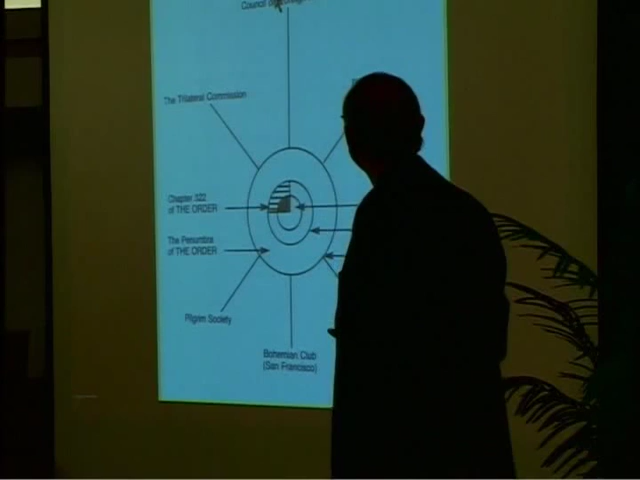 Council
The Trilateral Commission
Chapter 322
of THE ORDER
The Penumbra
of THE ORDER
Pilgrim Society
Bohemian Club
(San Francisco)